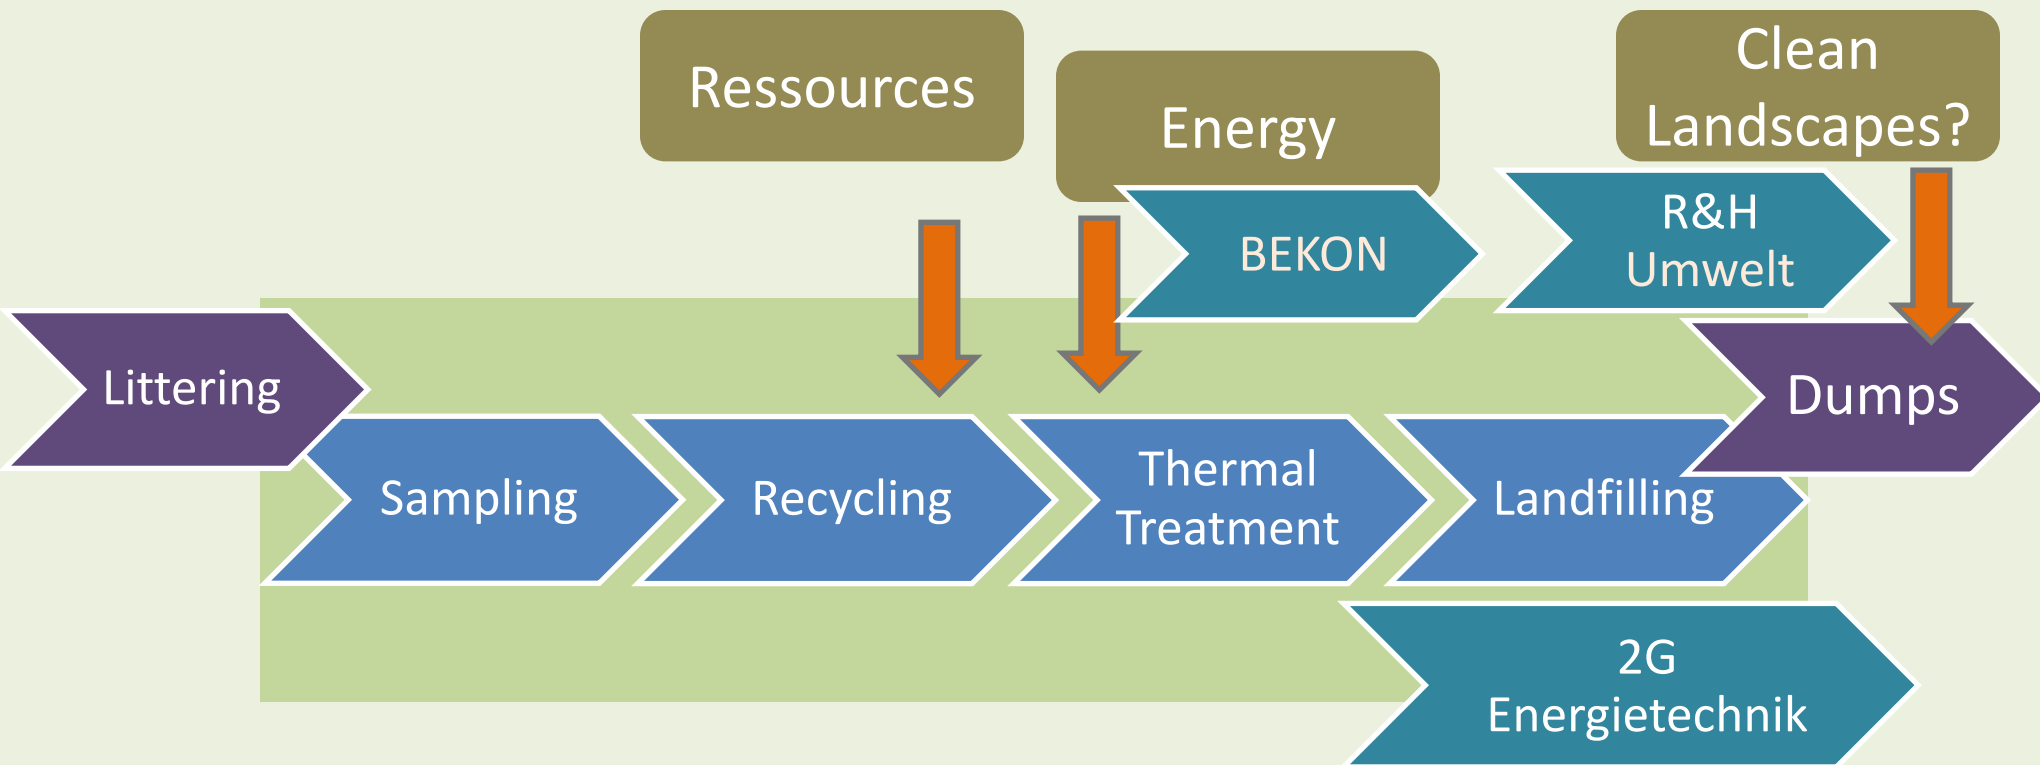 Ressources
Energy
Clean
Landscapes?
BEKON
R&H
Umwelt
Littering
Dumps
Sampling
Recycling
Thermal
Treatment
Landfilling
2G
Energietechnik